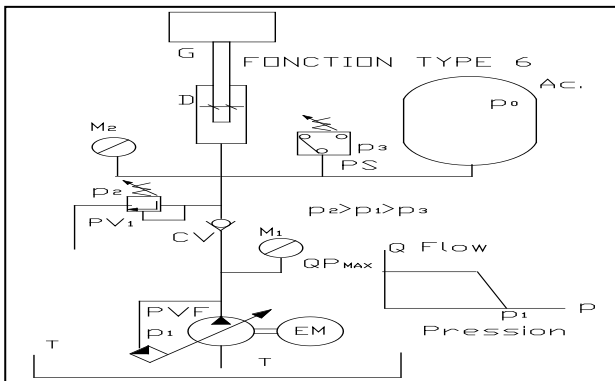 G
FONCTION TYPE 6
Ac.
D
p0
M2
p3
PS
p2
PV1
p2>p1>p3
CV
M1
Q Flow
QPMAX
PVF
p1
EM
p1
P
Pression
T
T